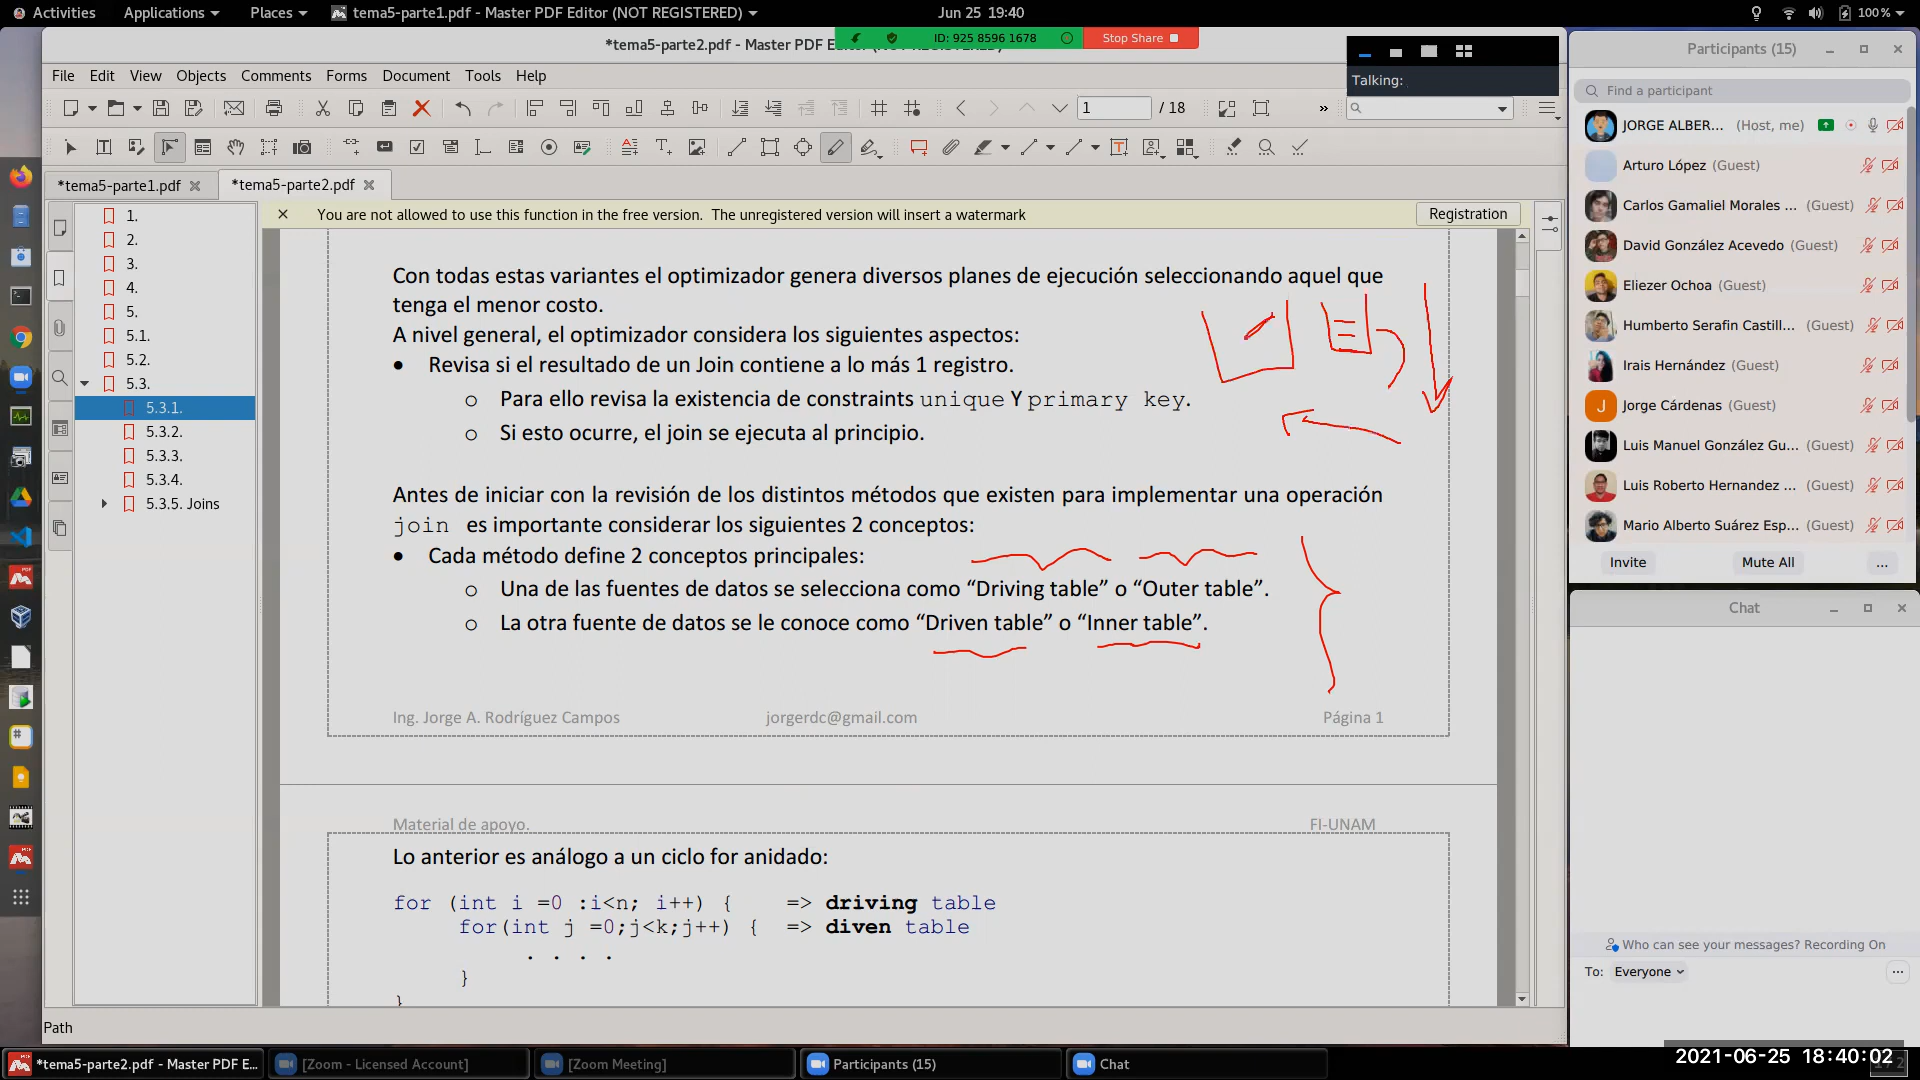 Activities
Applications
Places
tema5-parte1.pdf - Master PDF Editor (NOT REGISTERED)
Jun 25 19:40
100%
*tema5-parte2.pdf - Master PDF E
ID: 925 8596 1678
Stop Share
Talking:
File Edit View Objects Comments Forms Document Tools Help
1 / 18
»
*tema5-parte1.pdf
*tema5-parte2.pdf
You are not allowed to use this function in the free version. The unregistered version will insert a watermark
Registration
1.
2.
3.
4.
5.
5.1.
5.2.
5.3.
5.3.1.
5.3.2.
5.3.3.
5.3.4.
5.3.5. Joins
Con todas estas variantes el optimizador genera diversos planes de ejecución seleccionando aquel que
tenga el menor costo.
A nivel general, el optimizador considera los siguientes aspectos:
• Revisa si el resultado de un Join contiene a lo más 1 registro.
o Para ello revisa la existencia de constraints unique Y primary key.
o Si esto ocurre, el join se ejecuta al principio.
Antes de iniciar con la revisión de los distintos métodos que existen para implementar una operación
join es importante considerar los siguientes 2 conceptos:
• Cada método define 2 conceptos principales:
o Una de las fuentes de datos se selecciona como “Driving table” o “Outer table”.
o La otra fuente de datos se le conoce como “Driven table” o “Inner table”.
Ing. Jorge A. Rodríguez Campos jorgerdc@gmail.com Página 1
Material de apoyo. FI-UNAM
Lo anterior es análogo a un ciclo for anidado:
for (int i =0 :i<n; i++) { => driving table
for(int j =0;j<k;j++) { => diven table
. . . .
}
}
Path
Participants (15)
Find a participant
JORGE ALBER... (Host, me)
Arturo López (Guest)
Carlos Gamaliel Morales ... (Guest)
David González Acevedo (Guest)
Eliezer Ochoa (Guest)
Humberto Serafin Castill... (Guest)
Irais Hernández (Guest)
J Jorge Cárdenas (Guest)
Luis Manuel González Gu... (Guest)
Luis Roberto Hernandez ... (Guest)
Mario Alberto Suárez Esp... (Guest)
Invite
Mute All
...
Chat
Who can see your messages? Recording On
To: Everyone
*tema5-parte2.pdf - Master PDF E...
[Zoom - Licensed Account]
[Zoom Meeting]
Participants (15)
Chat
2021-06-25 18:40:02